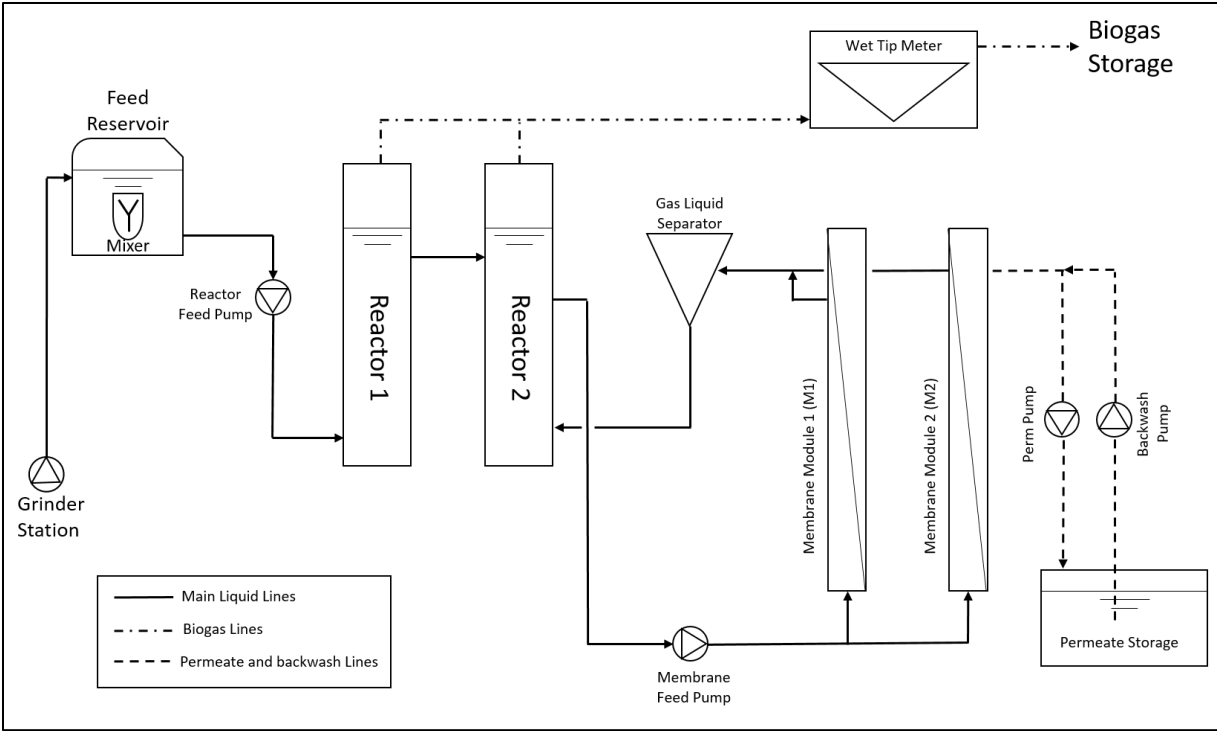 Wet Tip Meter
Biogas
Storage
Feed
Reservoir
Mixer
Gas Liquid
Separator
Reactor
Feed Pump
Reactor 1
Reactor 2
Membrane Module 1 (M1)
Membrane Module 2 (M2)
Perm Pump
Backwash
Pump
Grinder
Station
Main Liquid Lines
Biogas Lines
Permeate and backwash Lines
Membrane
Feed Pump
Permeate Storage